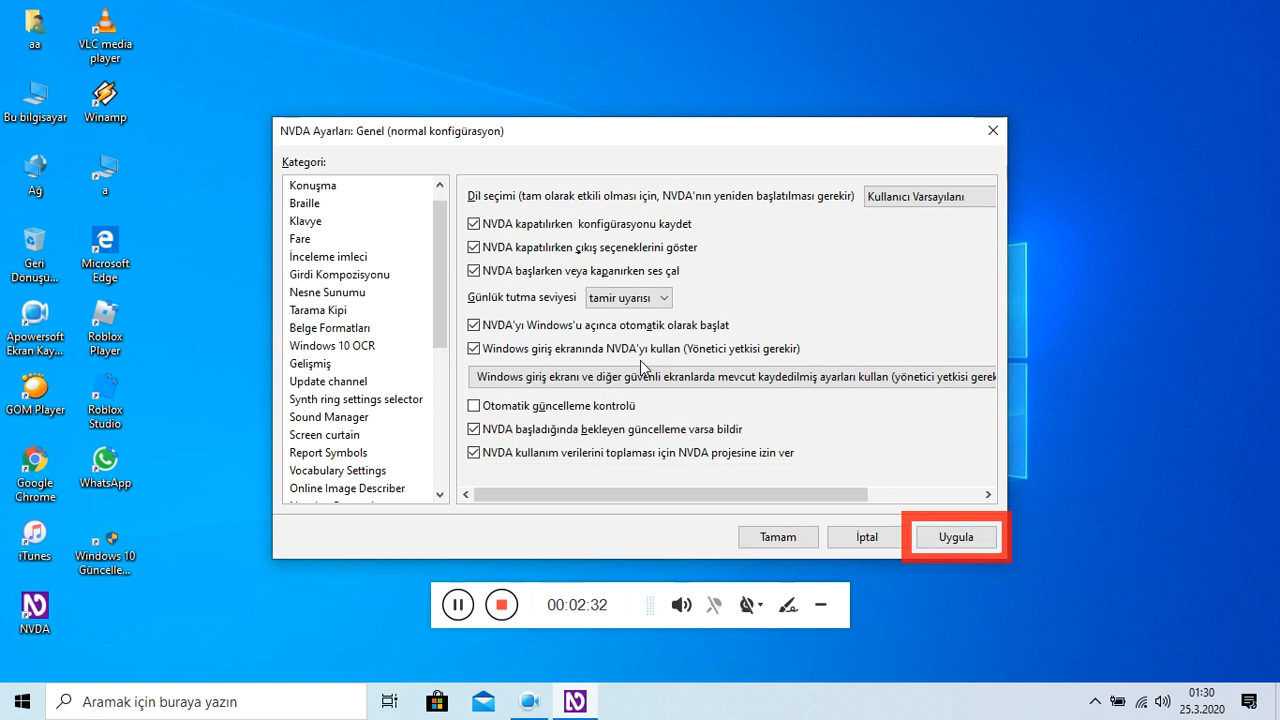 aa
VLC media
player
Bu bilgisayar
Winamp
Ağ
a
Geri
Dönüşü...
Microsoft
Edge
Apowersoft
Ekran Kay...
Roblox
Player
GOM Player
Roblox
Studio
Google
Chrome
WhatsApp
iTunes
Windows 10
Güncelle...
NVDA
NVDA Ayarları: Genel (normal konfigürasyon)
Kategori:
Konuşma
Braille
Klavye
Fare
İnceleme imleci
Girdi Kompozisyonu
Nesne Sunumu
Tarama Kipi
Belge Formatları
Windows 10 OCR
Gelişmiş
Update channel
Synth ring settings selector
Sound Manager
Screen curtain
Report Symbols
Vocabulary Settings
Online Image Describer
Dil seçimi (tam olarak etkili olması için, NVDA'nın yeniden başlatılması gerekir)
Kullanıcı Varsayılanı
NVDA kapatılırken konfigürasyonu kaydet
NVDA kapatılırken çıkış seçeneklerini göster
NVDA başlarken veya kapanırken ses çal
Günlük tutma seviyesi
tamir uyarısı
NVDA'yı Windows'u açınca otomatik olarak başlat
Windows giriş ekranında NVDA'yı kullan (Yönetici yetkisi gerekir)
Windows giriş ekranı ve diğer güvenli ekranlarda mevcut kaydedilmiş ayarları kullan (yönetici yetkisi gerek
Otomatik güncelleme kontrolü
NVDA başladığında bekleyen güncelleme varsa bildir
NVDA kullanım verilerini toplaması için NVDA projesine izin ver
Tamam
İptal
Uygula
00:02:32
Aramak için buraya yazın
01:30
25.3.2020